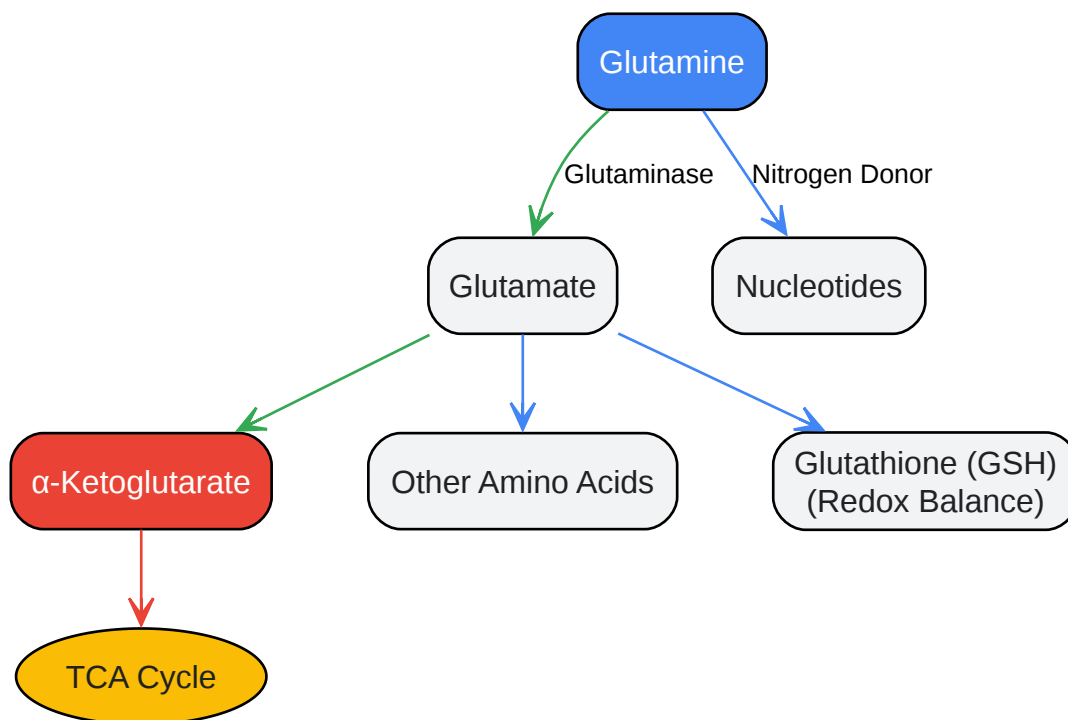 Glutamine
Glutaminase
Nitrogen Donor
Glutamate
Nucleotides
α-Ketoglutarate
Other Amino Acids
Glutathione (GSH)
(Redox Balance)
TCA Cycle